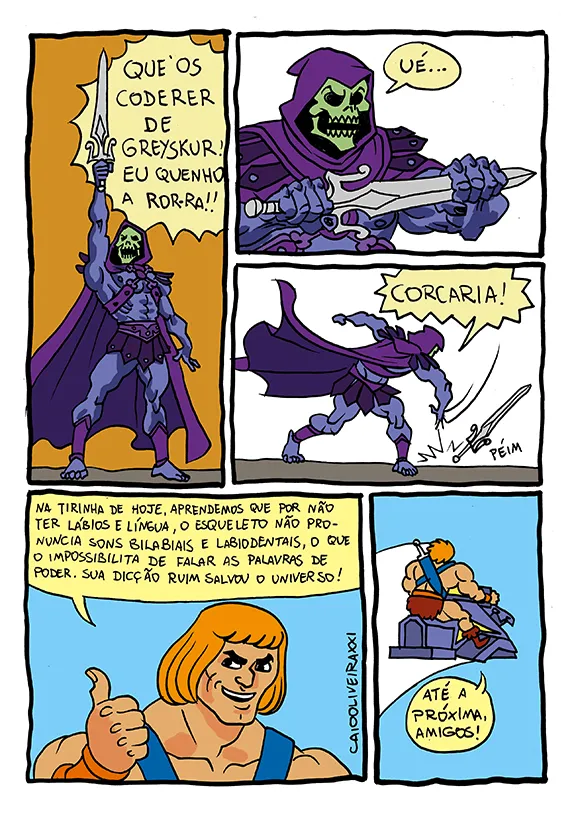 QUE'OS
CODERER
DE
GREYSKUR!
EU QUENHO
A ROR-RA!!
UÉ...
CORCARIA!
PÉIM
NA TIRINHA DE HOJE, APRENDEMOS QUE POR NÃO
TER LÁBIOS E LÍNGUA, O ESQUELETO NÃO PRO-
NUNCIA SONS BILABIAIS E LABIODENTAIS, O QUE
O IMPOSSIBILITA DE FALAR AS PALAVRAS DE
PODER. SUA DICÇÃO RUIM SALVOU O UNIVERSO!
CAIOOLIVEIRAXXI
ATÉ A
PRÓXIMA,
AMIGOS!